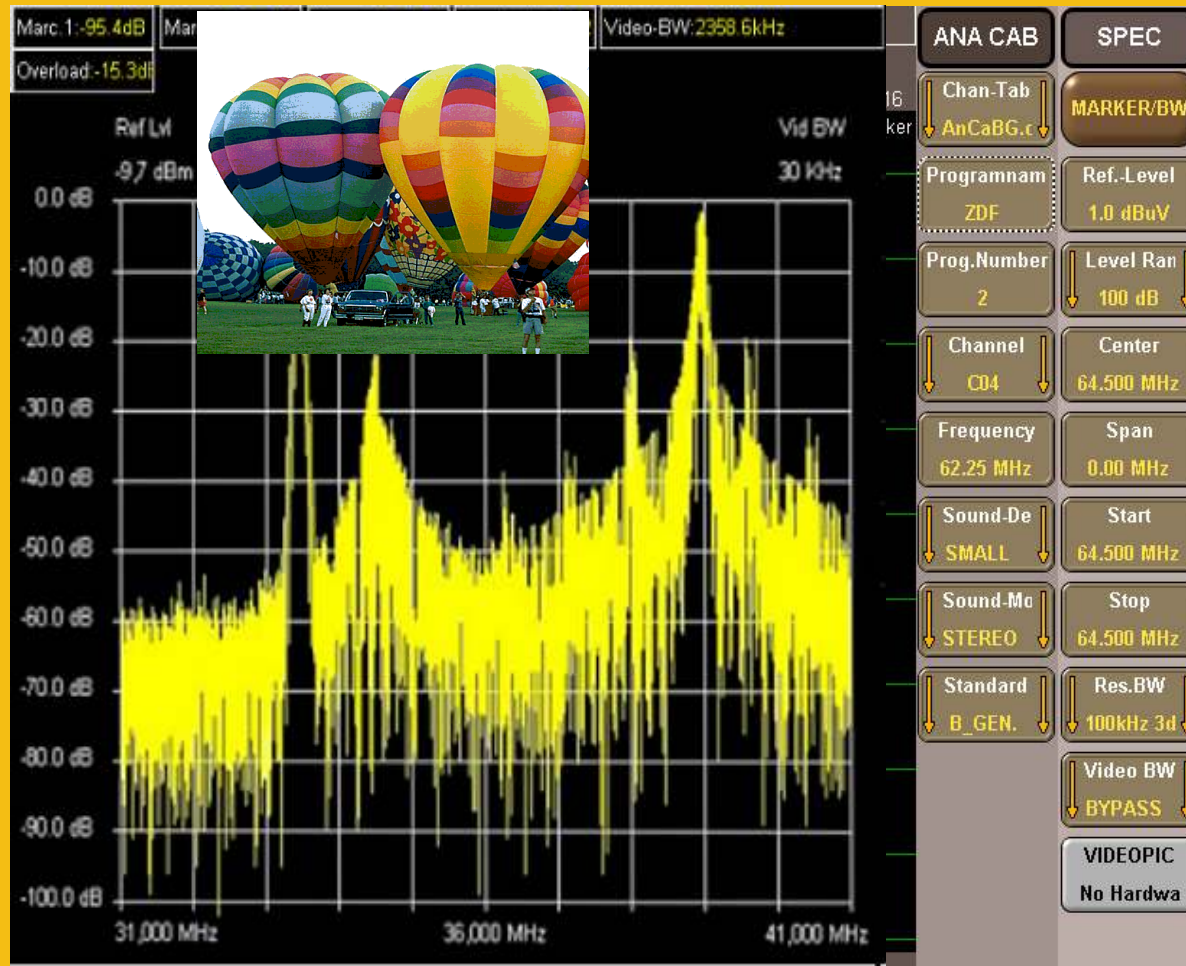 Marc.1:-95.4dB
Mar
Video-BW:2358.6kHz
Overload:-15.3dB
Ref Lvl
-9,7 dBm
Vid BW
30 KHz
0.0 dB
-10.0 dB
-20.0 dB
-30.0 dB
-40.0 dB
-50.0 dB
-60.0 dB
-70.0 dB
-80.0 dB
-90.0 dB
-100.0 dB
31,000 MHz
36,000 MHz
41,000 MHz
16
ker
ANA CAB
Chan-Tab
AnCaBG.c
Programnam
ZDF
Prog.Number
2
Channel
C04
Frequency
62.25 MHz
Sound-De
SMALL
Sound-Mo
STEREO
Standard
B_GEN.
SPEC
MARKER/BW
Ref.-Level
1.0 dBuV
Level Ran
100 dB
Center
64.500 MHz
Span
0.00 MHz
Start
64.500 MHz
Stop
64.500 MHz
Res.BW
100kHz 3d
Video BW
BYPASS
VIDEOPIC
No Hardwa